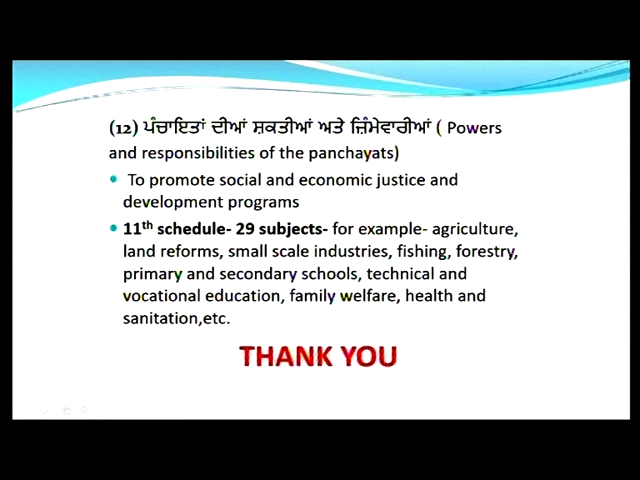 (12) ਪੰਚਾਇਤਾਂ ਦੀਆਂ ਸ਼ਕਤੀਆਂ ਅਤੇ ਜ਼ਿੰਮੇਵਾਰੀਆਂ ( Powers
and responsibilities of the panchayats)
• To promote social and economic justice and
development programs
• 11th schedule- 29 subjects- for example- agriculture,
land reforms, small scale industries, fishing, forestry,
primary and secondary schools, technical and
vocational education, family welfare, health and
sanitation,etc.
THANK YOU